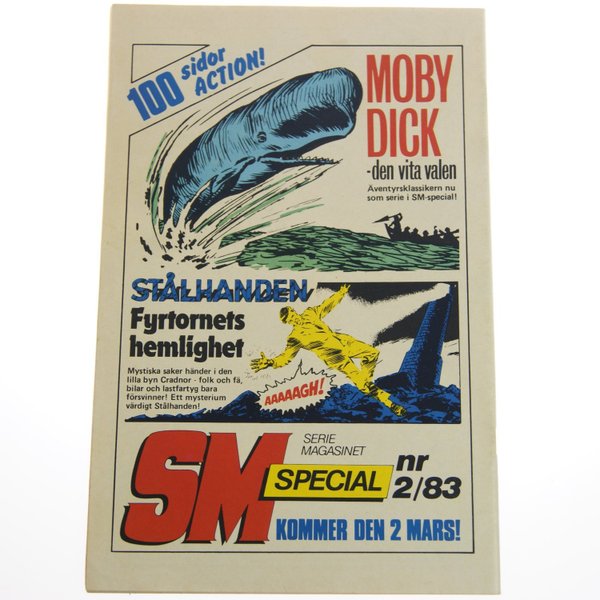 100 sidor
ACTION!
MOBY
DICK
-den vita valen
Äventyrsklassikern nu
som serie i SM-special!
STÅLHANDEN
Fyrtornets
hemlighet
Mystiska saker händer i den
lilla byn Cradnor - folk och fä,
bilar och lastfartyg bara
försvinner! Ett mysterium
värdigt Stålhanden!
AAAAAGH!
SM
SERIE
MAGASINET
SPECIAL
nr
2/83
KOMMER DEN 2 MARS!